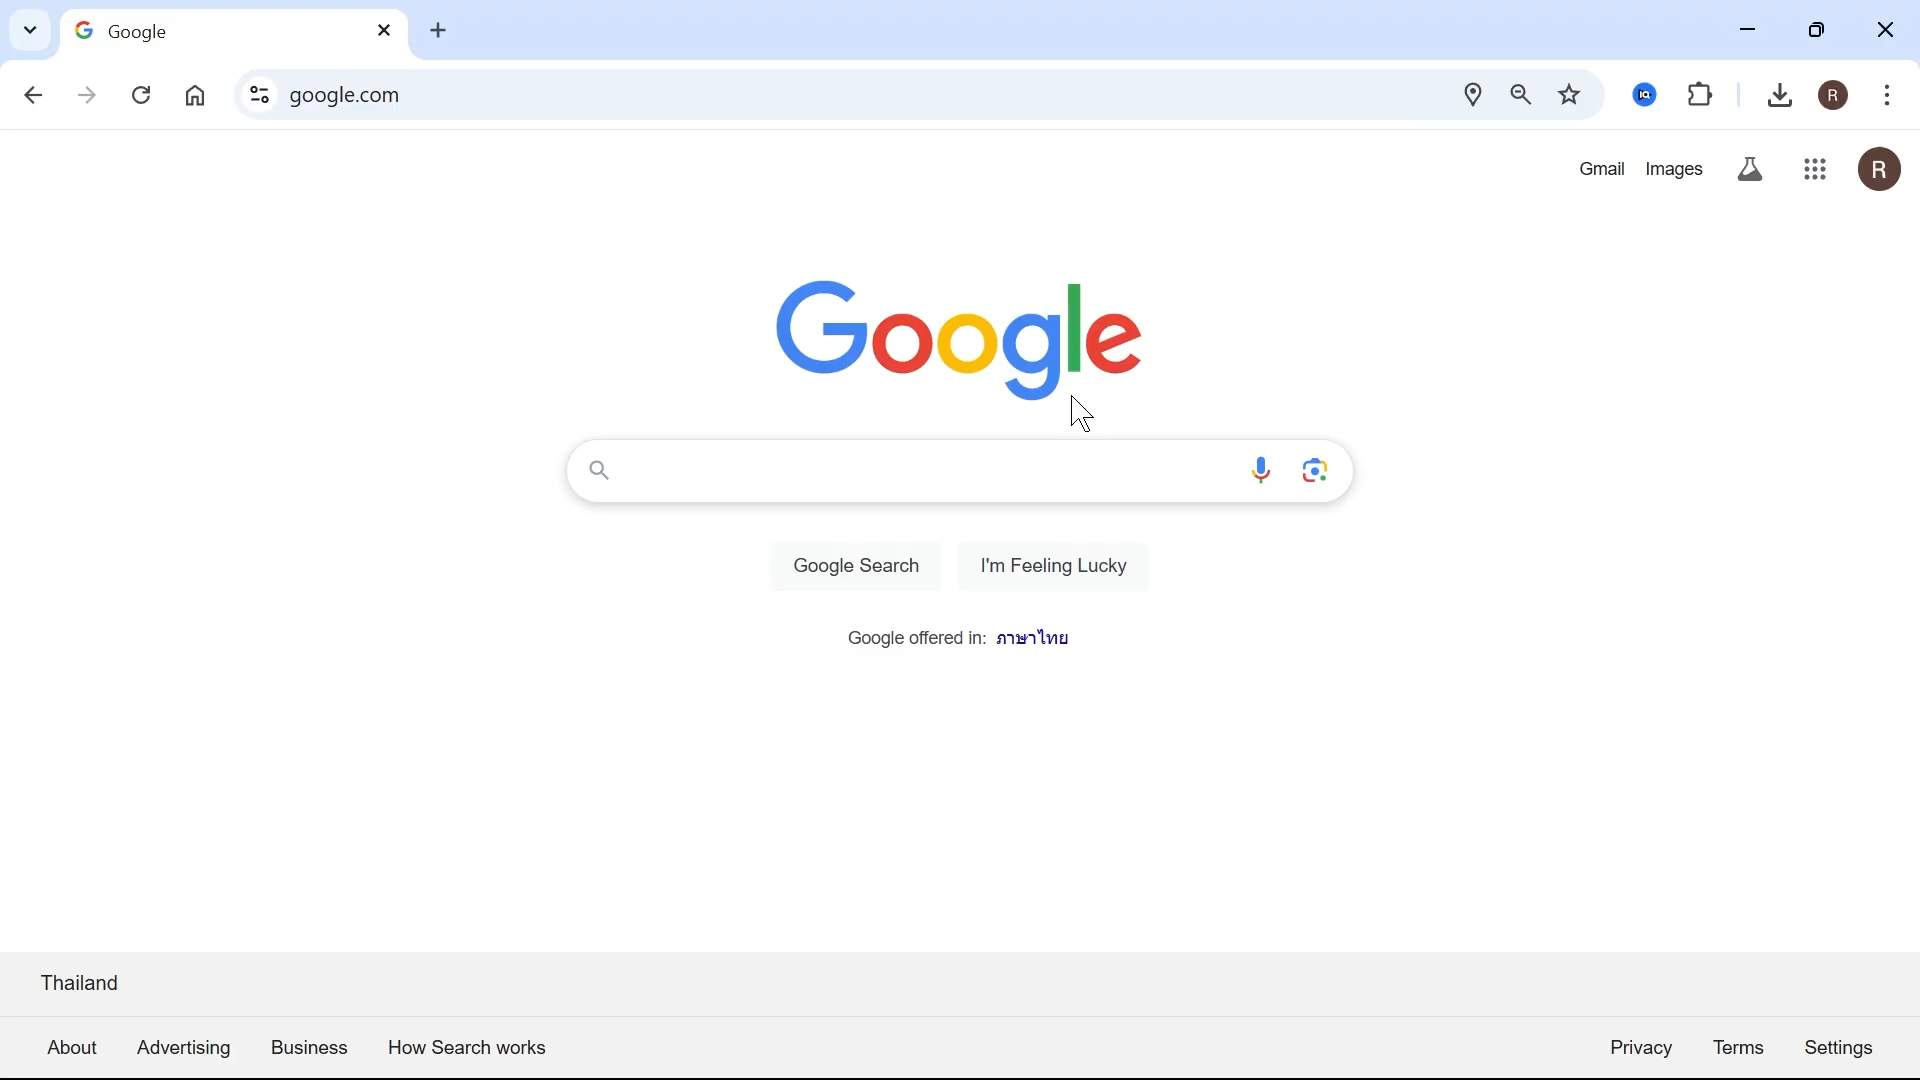 Google
google.com
R
Gmail Images R
Google
Google Search I'm Feeling Lucky
Google offered in: ภาษาไทย
Thailand
About Advertising Business How Search works Privacy Terms Settings